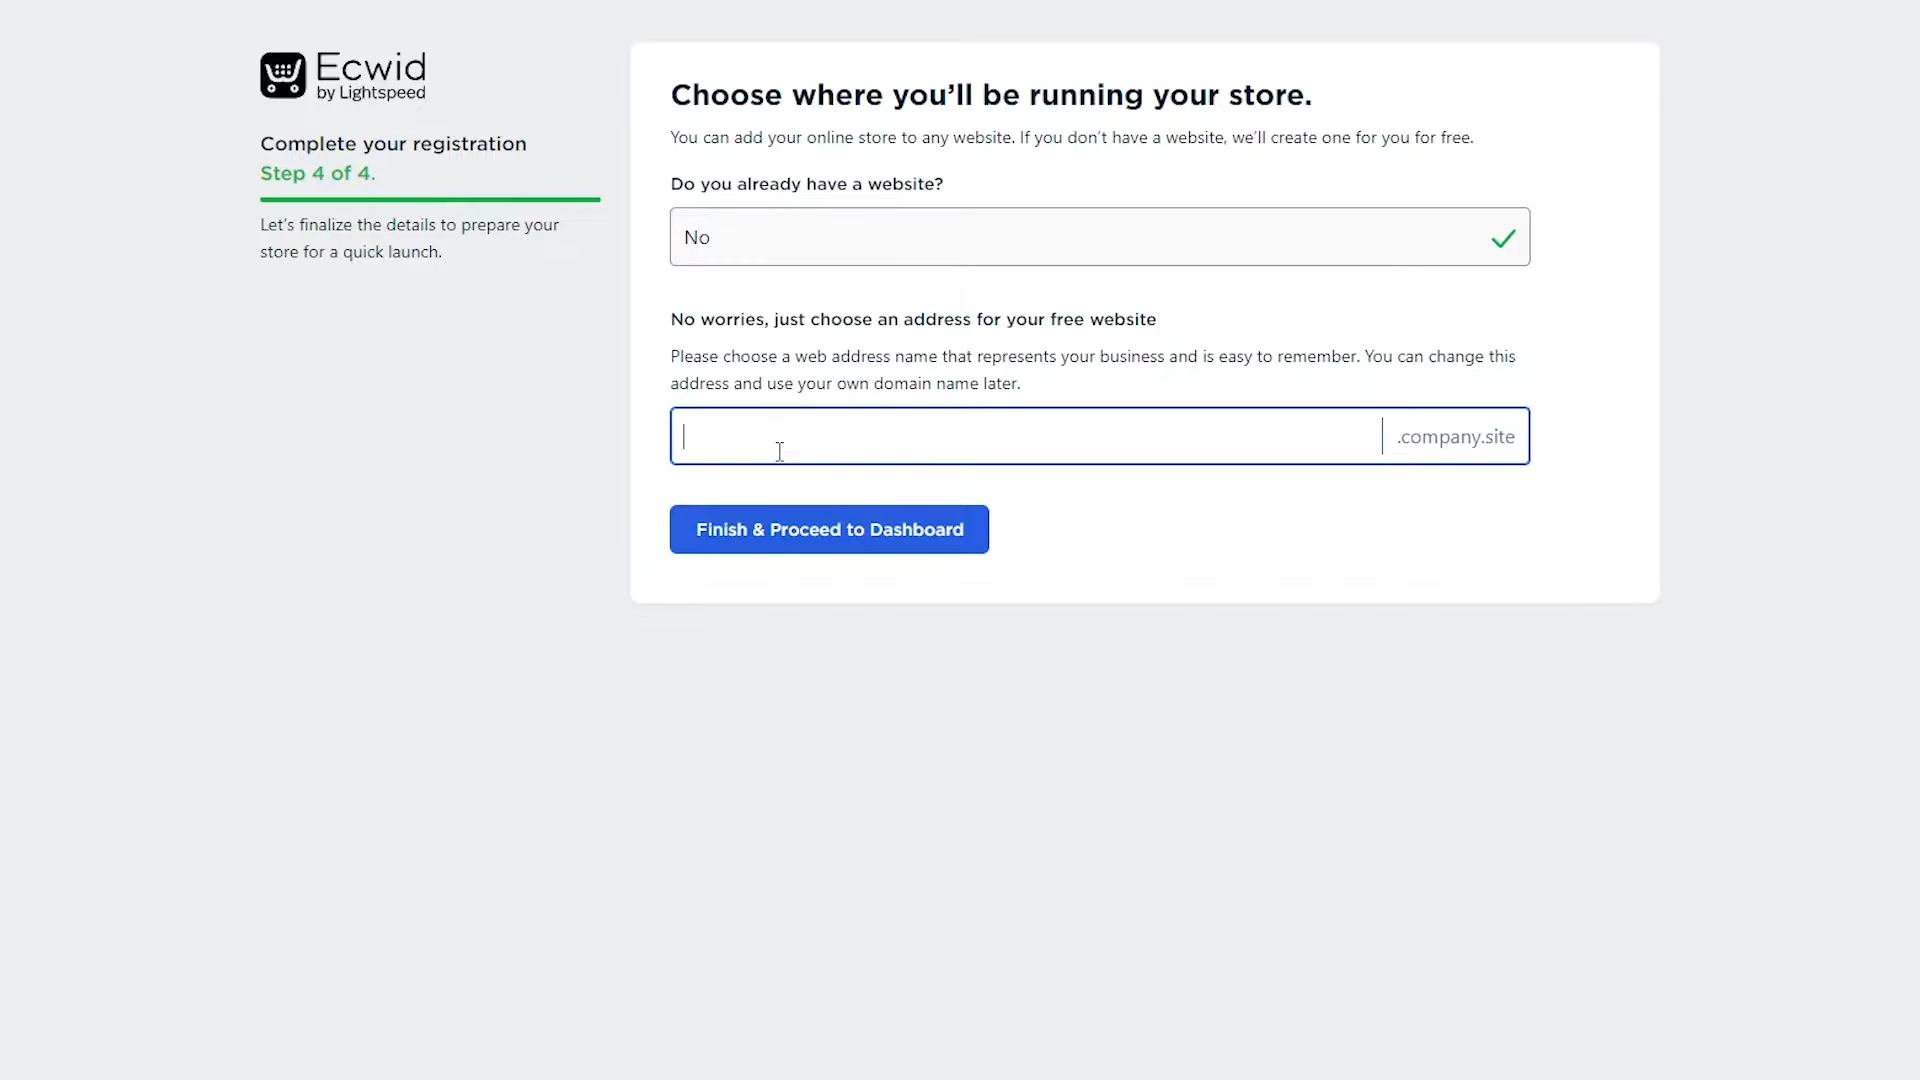 Ecwid
by Lightspeed
Complete your registration
Step 4 of 4.
Let's finalize the details to prepare your
store for a quick launch.
Choose where you’ll be running your store.
You can add your online store to any website. If you don’t have a website, we’ll create one for you for free.
Do you already have a website?
No
No worries, just choose an address for your free website
Please choose a web address name that represents your business and is easy to remember. You can change this
address and use your own domain name later.
.company.site
Finish & Proceed to Dashboard